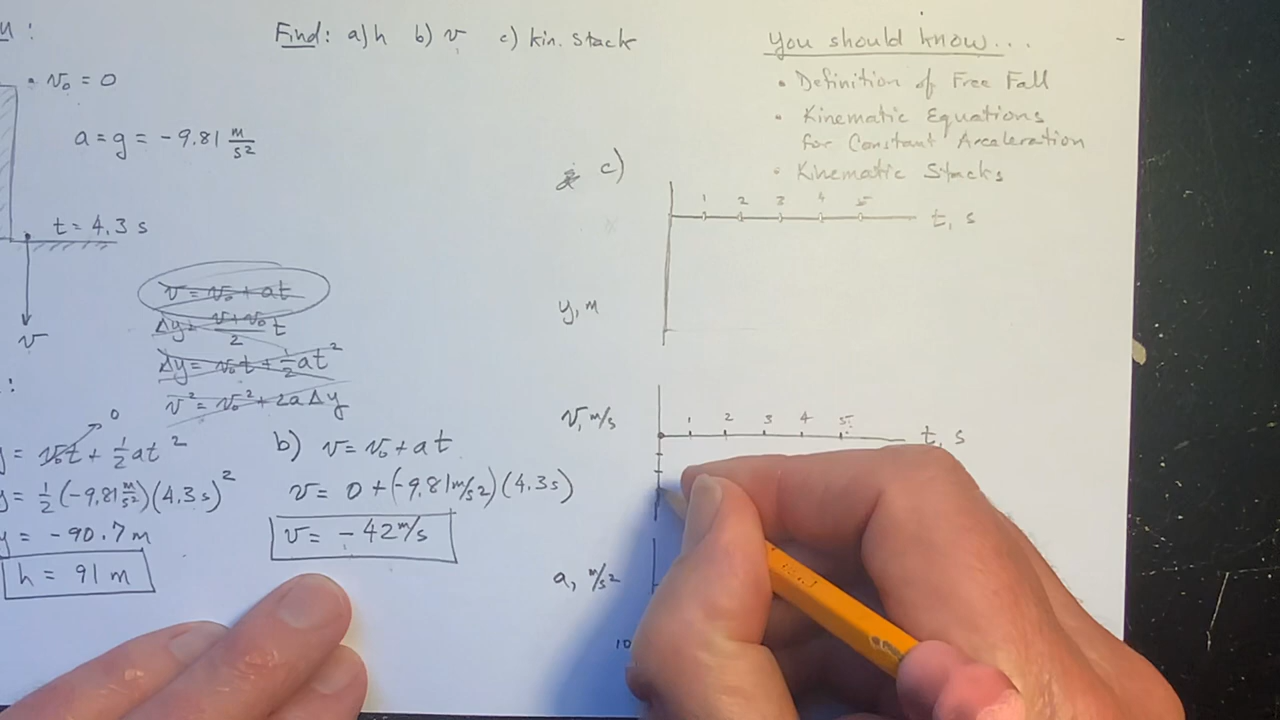 M:
Find: a) h b) v c) kin. stack
you should know...
• Definition of Free Fall
• Kinematic Equations
for Constant Acceleration
• Kinematic Stacks
• v₀ = 0
a = g = -9.81 m/s²
t = 4.3 s
v
v = v₀ + at
Δy = (v+v₀)/2 t
Δy = v₀t + ½at²
v² = v₀² + 2aΔy
:
y = v₀t + ½at²
0
y = ½(-9.81 m/s²)(4.3 s)²
y = -90.7 m
h = 91 m
b) v = v₀ + at
v = 0 + (-9.81 m/s²)(4.3 s)
v = -42 m/s
c)
1 2 3 4 5
t, s
y, m
v, m/s
1 2 3 4 5
t, s
a, m/s²
10